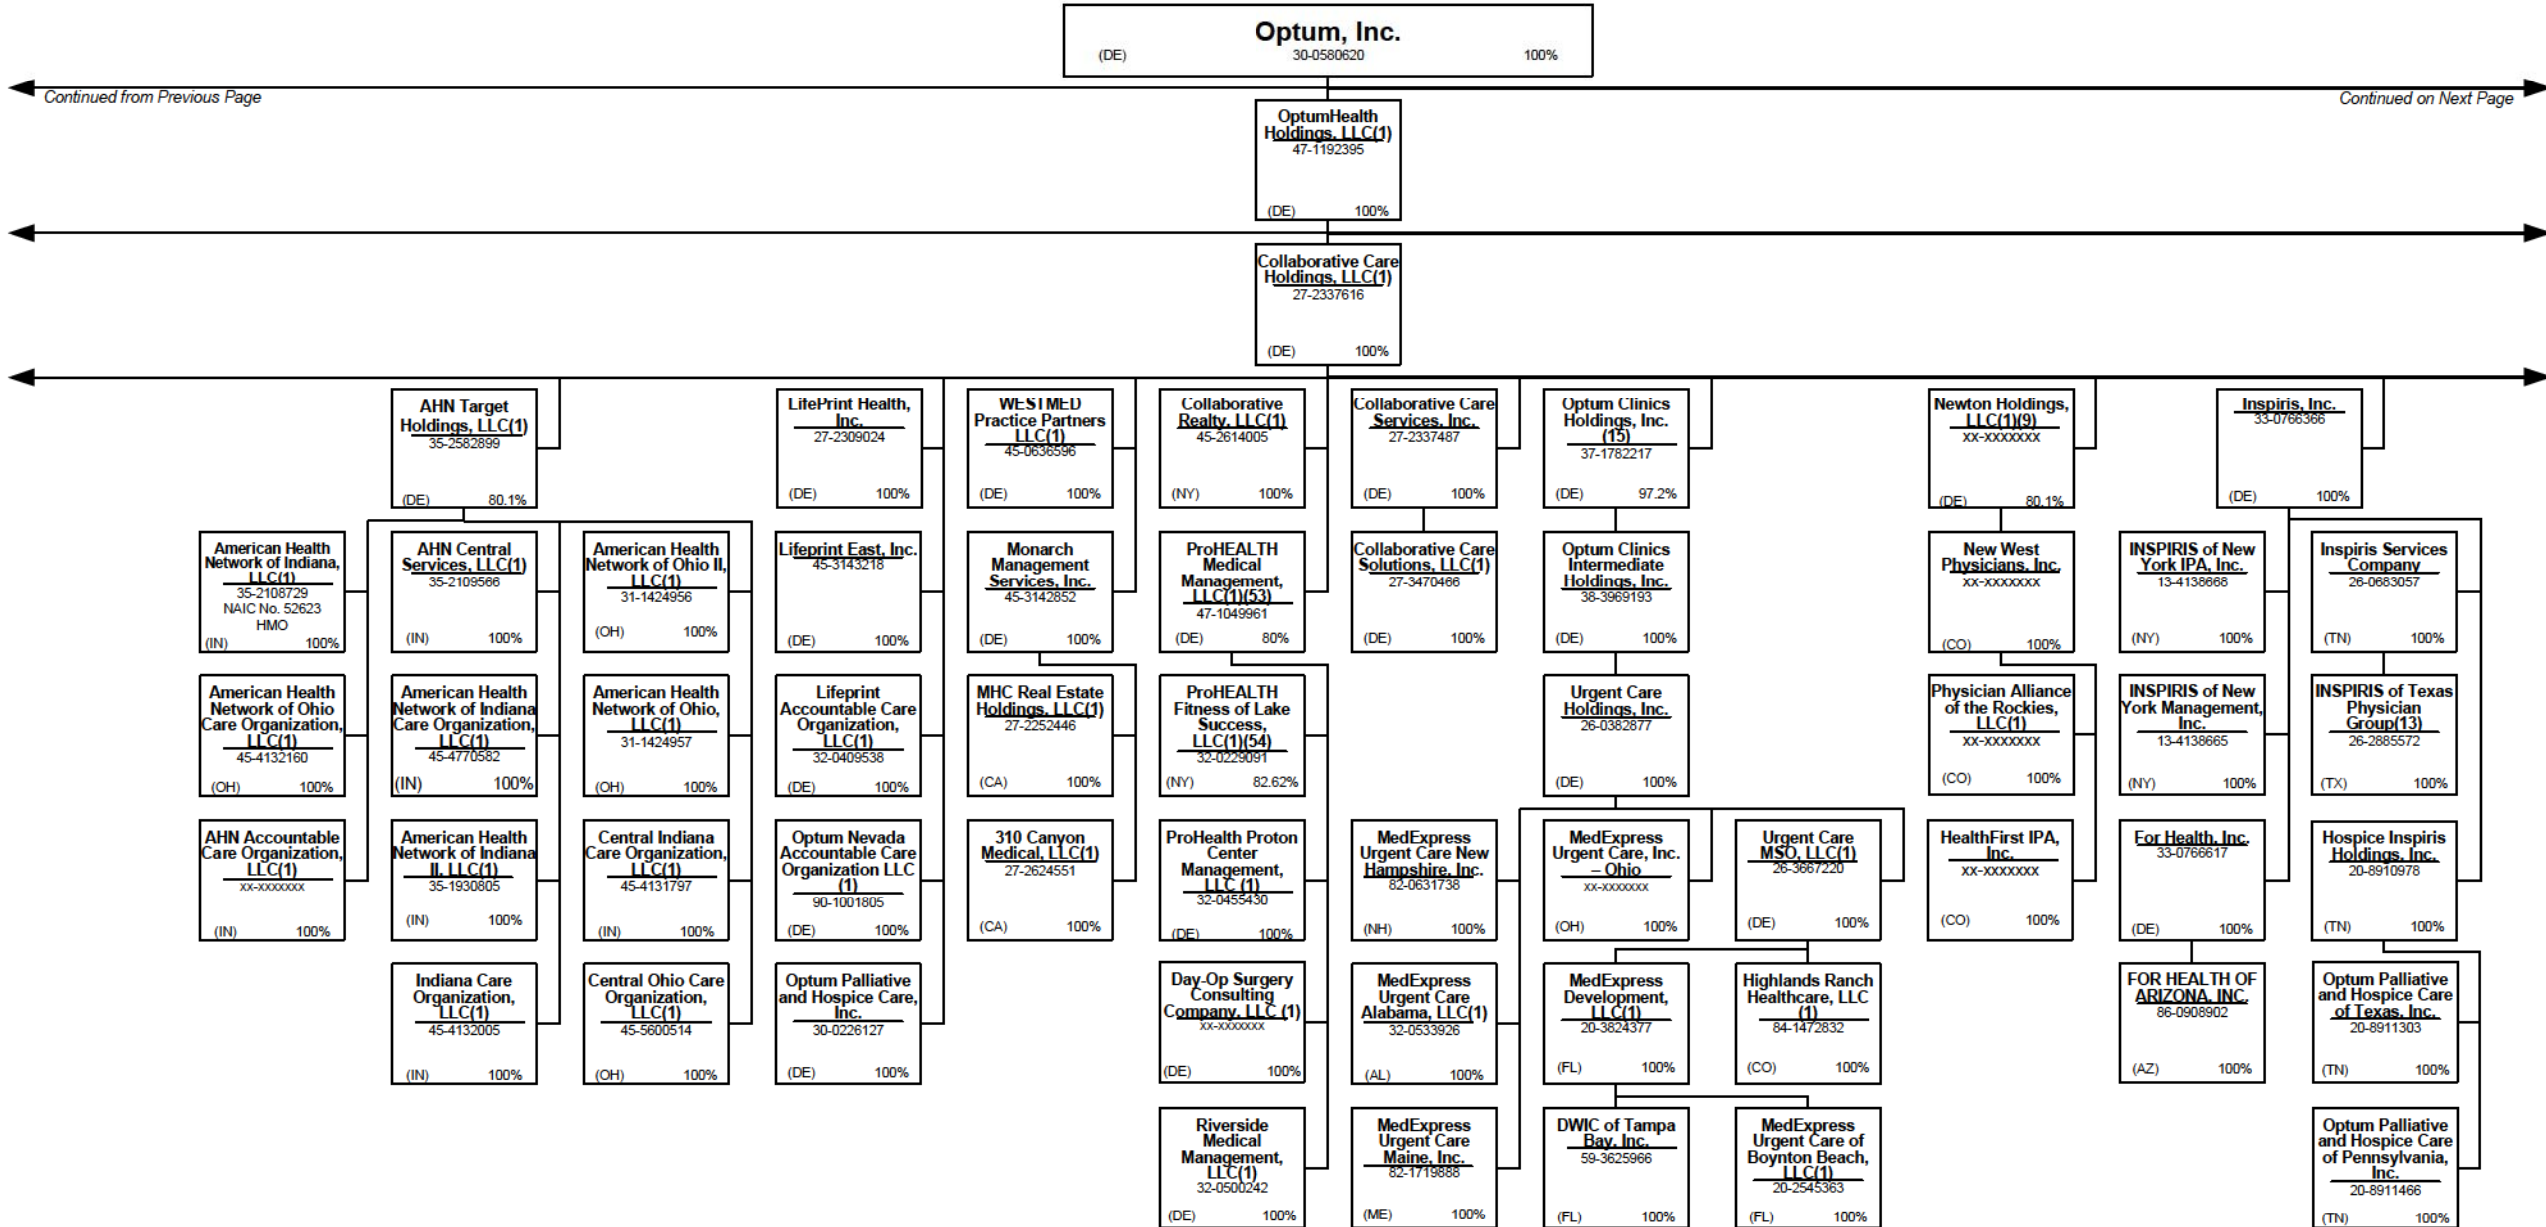 Optum, Inc.
30-0580620
(DE) 100%
Continued from Previous Page
Continued on Next Page
OptumHealth
Holdings, LLC(1)
47-1192395
(DE) 100%
Collaborative Care
Holdings, LLC(1)
27-2337616
(DE) 100%
AHN Target
Holdings, LLC(1)
35-2582899
(DE) 80.1%
LifePrint Health,
Inc.
27-2309024
(DE) 100%
WESTMED
Practice Partners
LLC(1)
45-0636596
(DE) 100%
Collaborative
Realty, LLC(1)
45-2614005
(NY) 100%
Collaborative Care
Services, Inc.
27-2337487
(DE) 100%
Optum Clinics
Holdings, Inc.
(15)
37-1782217
(DE) 97.2%
Newton Holdings,
LLC(1)(9)
xx-xxxxxxx
(DE) 80.1%
Inspiris, Inc.
33-0766366
(DE) 100%
American Health
Network of Indiana,
LLC(1)
35-2108729
NAIC No. 52623
HMO
(IN) 100%
AHN Central
Services, LLC(1)
35-2109566
(IN) 100%
American Health
Network of Ohio II,
LLC(1)
31-1424956
(OH) 100%
Lifeprint East, Inc.
45-3143218
(DE) 100%
Monarch
Management
Services, Inc.
45-3142852
(DE) 100%
ProHEALTH
Medical
Management,
LLC(1)(53)
47-1049961
(DE) 80%
Collaborative Care
Solutions, LLC(1)
27-3470466
(DE) 100%
Optum Clinics
Intermediate
Holdings, Inc.
38-3969193
(DE) 100%
New West
Physicians, Inc.
xx-xxxxxxx
(CO) 100%
INSPIRIS of New
York IPA, Inc.
13-4138668
(NY) 100%
Inspiris Services
Company
26-0683057
(TN) 100%
American Health
Network of Ohio
Care Organization,
LLC(1)
45-4132160
(OH) 100%
American Health
Network of Indiana
Care Organization,
LLC(1)
45-4770582
(IN) 100%
American Health
Network of Ohio,
LLC(1)
31-1424957
(OH) 100%
Lifeprint
Accountable Care
Organization,
LLC(1)
32-0409538
(DE) 100%
MHC Real Estate
Holdings, LLC(1)
27-2252446
(CA) 100%
ProHEALTH
Fitness of Lake
Success,
LLC(1)(54)
32-0229091
(NY) 82.62%
Urgent Care
Holdings, Inc.
26-0382877
(DE) 100%
Physician Alliance
of the Rockies,
LLC(1)
xx-xxxxxxx
(CO) 100%
INSPIRIS of New
York Management,
Inc.
13-4138665
(NY) 100%
INSPIRIS of Texas
Physician
Group(13)
26-2885572
(TX) 100%
AHN Accountable
Care Organization,
LLC(1)
xx-xxxxxxx
(IN) 100%
American Health
Network of Indiana
II, LLC(1)
35-1930805
(IN) 100%
Central Indiana
Care Organization,
LLC(1)
45-4131797
(IN) 100%
Optum Nevada
Accountable Care
Organization LLC
(1)
90-1001805
(DE) 100%
310 Canyon
Medical, LLC(1)
27-2624551
(CA) 100%
ProHealth Proton
Center
Management,
LLC (1)
32-0455430
(DE) 100%
MedExpress
Urgent Care New
Hampshire, Inc.
82-0631738
(NH) 100%
MedExpress
Urgent Care, Inc.
– Ohio
xx-xxxxxxx
(OH) 100%
Urgent Care
MSO, LLC(1)
26-3667220
(DE) 100%
HealthFirst IPA,
Inc.
xx-xxxxxxx
(CO) 100%
For Health, Inc.
33-0766617
(DE) 100%
Hospice Inspiris
Holdings, Inc.
20-8910978
(TN) 100%
Indiana Care
Organization,
LLC(1)
45-4132005
(IN) 100%
Central Ohio Care
Organization,
LLC(1)
45-5600514
(OH) 100%
Optum Palliative
and Hospice Care,
Inc.
30-0226127
(DE) 100%
Day-Op Surgery
Consulting
Company, LLC (1)
xx-xxxxxxx
(DE) 100%
MedExpress
Urgent Care
Alabama, LLC(1)
32-0533926
(AL) 100%
MedExpress
Development,
LLC(1)
20-3824377
(FL) 100%
Highlands Ranch
Healthcare, LLC
(1)
84-1472832
(CO) 100%
FOR HEALTH OF
ARIZONA, INC.
86-0908902
(AZ) 100%
Optum Palliative
and Hospice Care
of Texas, Inc.
20-8911303
(TN) 100%
Riverside
Medical
Management,
LLC(1)
32-0500242
(DE) 100%
MedExpress
Urgent Care
Maine, Inc.
82-1719888
(ME) 100%
DWIC of Tampa
Bay, Inc.
59-3625966
(FL) 100%
MedExpress
Urgent Care of
Boynton Beach,
LLC(1)
20-2545363
(FL) 100%
Optum Palliative
and Hospice Care
of Pennsylvania,
Inc.
20-8911466
(TN) 100%